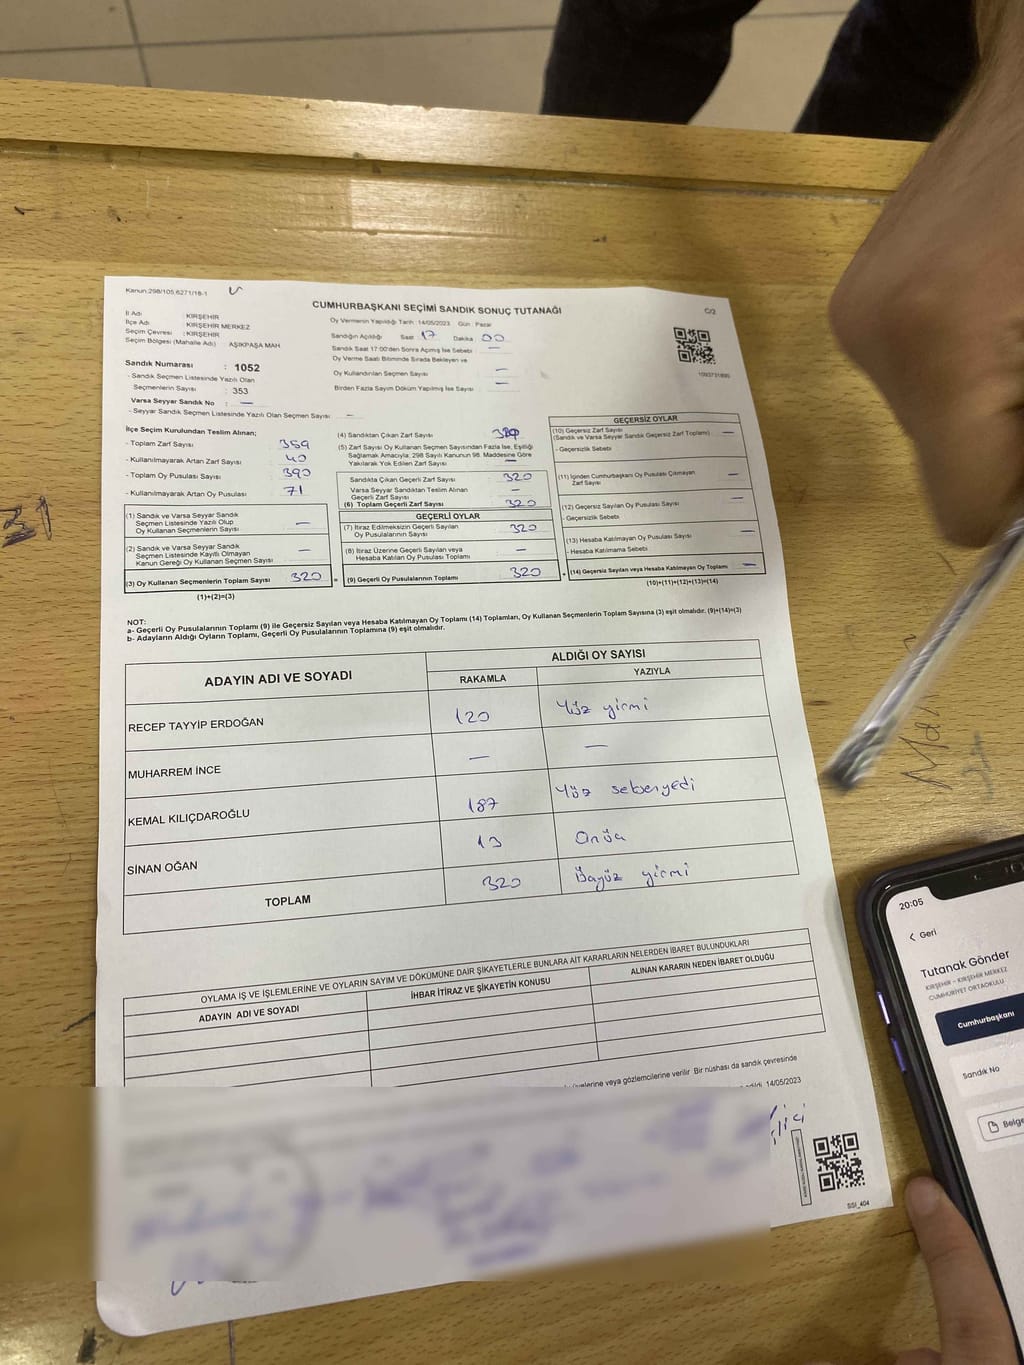 Kanun:298/105,6271/18-1
CUMHURBAŞKANI SEÇİMİ SANDIK SONUÇ TUTANAĞI
C/2
İl Adı : KIRŞEHİR
İlçe Adı : KIRŞEHİR MERKEZ
Seçim Çevresi : KIRŞEHİR
Seçim Bölgesi (Mahalle Adı) : AŞIKPAŞA MAH
Sandık Numarası : 1052
- Sandık Seçmen Listesinde Yazılı Olan
Seçmenlerin Sayısı : 353
Varsa Seyyar Sandık No : —
- Seyyar Sandık Seçmen Listesinde Yazılı Olan Seçmen Sayısı : —
Oy Vermenin Yapıldığı Tarih : 14/05/2023 Gün : Pazar
Sandığın Açıldığı Saat 17 Dakika 00
Sandık Saat 17:00'den Sonra Açılmış İse Sebebi —
Oy Verme Saati Bitiminde Sırada Bekleyen ve
Oy Kullandırılan Seçmen Sayısı —
Birden Fazla Sayım Döküm Yapılmış İse Sayısı —
1093731895
İlçe Seçim Kurulundan Teslim Alınan;
- Toplam Zarf Sayısı
- Kullanılmayarak Artan Zarf Sayısı 40
- Toplam Oy Pusulası Sayısı 390
- Kullanılmayarak Artan Oy Pusulası 71
(1) Sandık ve Varsa Seyyar Sandık
Seçmen Listesinde Yazılı Olup
Oy Kullanan Seçmenlerin Sayısı —
(2) Sandık ve Varsa Seyyar Sandık
Seçmen Listesinde Kayıtlı Olmayan
Kanun Gereği Oy Kullanan Seçmen Sayısı —
(3) Oy Kullanan Seçmenlerin Toplam Sayısı 320 =
(1)+(2)=(3)
(4) Sandıktan Çıkan Zarf Sayısı
(5) Zarf Sayısı Oy Kullanan Seçmen Sayısından Fazla İse, Eşitliği
Sağlamak Amacıyla; 298 Sayılı Kanunun 98. Maddesine Göre
Yakılarak Yok Edilen Zarf Sayısı —
Sandıkta Çıkan Geçerli Zarf Sayısı 320
Varsa Seyyar Sandıktan Teslim Alınan
Geçerli Zarf Sayısı —
(6) Toplam Geçerli Zarf Sayısı 320
GEÇERLİ OYLAR
(7) İtiraz Edilmeksizin Geçerli Sayılan
Oy Pusulalarının Sayısı 320
(8) İtiraz Üzerine Geçerli Sayılan veya
Hesaba Katılan Oy Pusulası Toplamı —
(9) Geçerli Oy Pusulalarının Toplamı 320 +
GEÇERSİZ OYLAR
(10) Geçersiz Zarf Sayısı
(Sandık ve Varsa Seyyar Sandık Geçersiz Zarf Toplamı) —
- Geçersizlik Sebebi
(11) İçinden Cumhurbaşkanı Oy Pusulası Çıkmayan
Zarf Sayısı —
(12) Geçersiz Sayılan Oy Pusulası Sayısı —
- Geçersizlik Sebebi
(13) Hesaba Katılmayan Oy Pusulası Sayısı
- Hesaba Katılmama Sebebi —
(14) Geçersiz Sayılan veya Hesaba Katılmayan Oy Toplamı —
(10)+(11)+(12)+(13)=(14)
NOT:
a- Geçerli Oy Pusulalarının Toplamı (9) ile Geçersiz Sayılan veya Hesaba Katılmayan Oy Toplamı (14) Toplamları, Oy Kullanan Seçmenlerin Toplam Sayısına (3) eşit olmalıdır. (9)+(14)=(3)
b- Adayların Aldığı Oyların Toplamı, Geçerli Oy Pusulalarının Toplamına (9) eşit olmalıdır.
ADAYIN ADI VE SOYADI
ALDIĞI OY SAYISI
RAKAMLA YAZIYLA
RECEP TAYYİP ERDOĞAN 120 Yüz yirmi
MUHARREM İNCE — —
KEMAL KILIÇDAROĞLU 187 Yüz seksenyedi
SİNAN OĞAN 13 Onüç
TOPLAM 320 Üçyüz yirmi
OYLAMA İŞ VE İŞLEMLERİNE VE OYLARIN SAYIM VE DÖKÜMÜNE DAİR ŞİKAYETLERLE BUNLARA AİT KARARLARIN NELERDEN İBARET BULUNDUKLARI
ADAYIN ADI VE SOYADI İHBAR İTİRAZ VE ŞİKAYETİN KONUSU ALINAN KARARIN NEDEN İBARET OLDUĞU
veya gözlemcilerine verilir Bir nüshası da sandık çevresinde
14/05/2023
SSI_404
20:05
Geri
Tutanak Gönder
KIRŞEHİR - KIRŞEHİR MERKEZ
CUMHURİYET ORTAOKULU
Cumhurbaşkanı
Sandık No
Belge